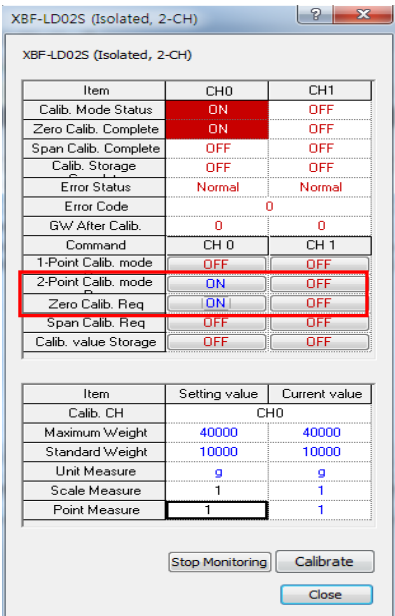 XBF-LD02S (Isolated, 2-CH)
XBF-LD02S (Isolated, 2-CH)
Item CH0 CH1
Calib. Mode Status ON OFF
Zero Calib. Complete ON OFF
Span Calib. Complete OFF OFF
Calib. Storage OFF OFF
Error Status Normal Normal
Error Code 0
GW After Calib. 0 0
Command CH 0 CH 1
1-Point Calib. mode OFF OFF
2-Point Calib. mode ON OFF
Zero Calib. Req ON OFF
Span Calib. Req OFF OFF
Calib. value Storage OFF OFF
Item Setting value Current value
Calib. CH CH0
Maximum Weight 40000 40000
Standard Weight 10000 10000
Unit Measure g g
Scale Measure 1 1
Point Measure 1 1
Stop Monitoring Calibrate
Close